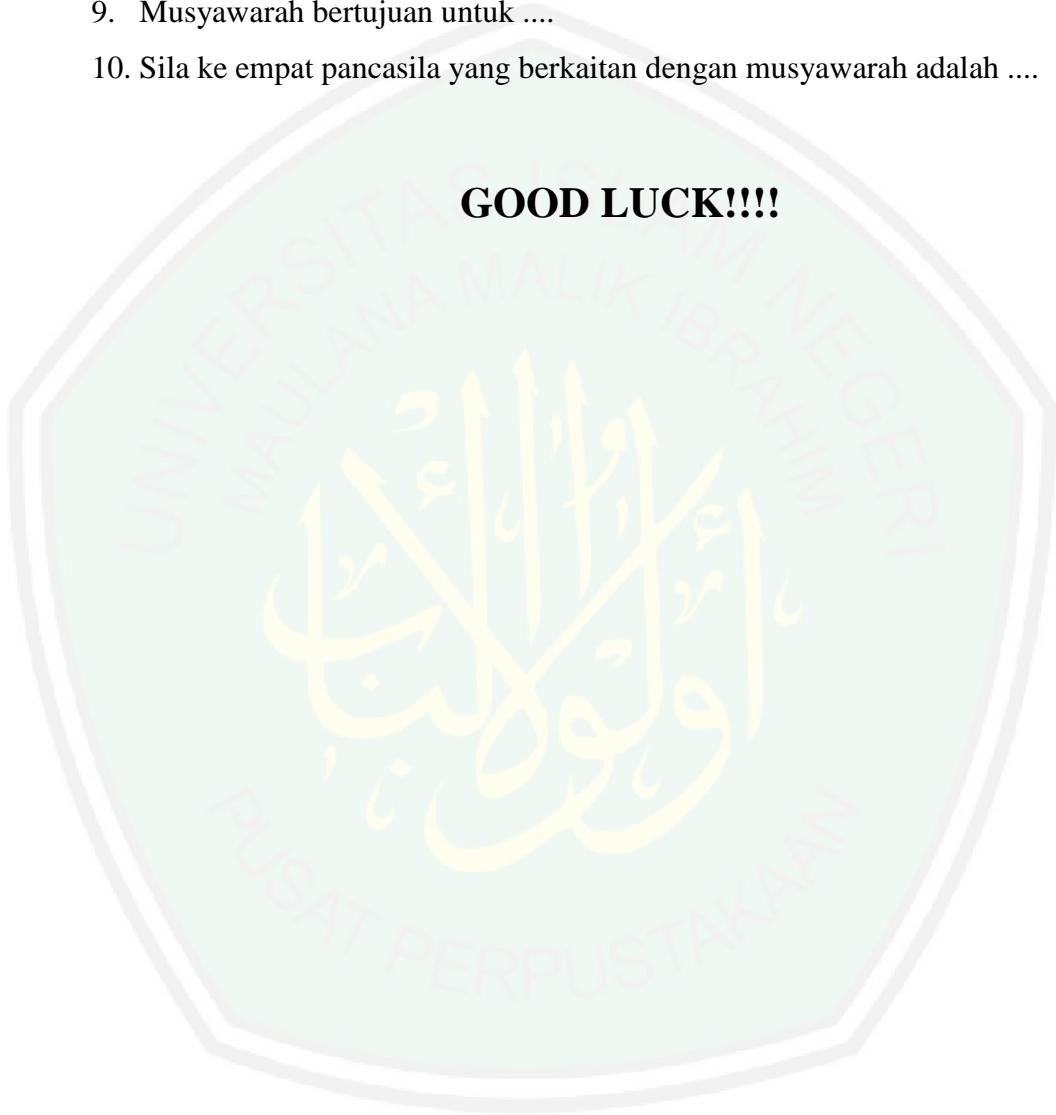 9. Musyawarah bertujuan untuk ....
10. Sila ke empat pancasila yang berkaitan dengan musyawarah adalah ....
GOOD LUCK!!!!
UNIVERSITAS ISLAM NEGERI
MAULANA MALIK IBRAHIM
PUSAT PERPUSTAKAAN